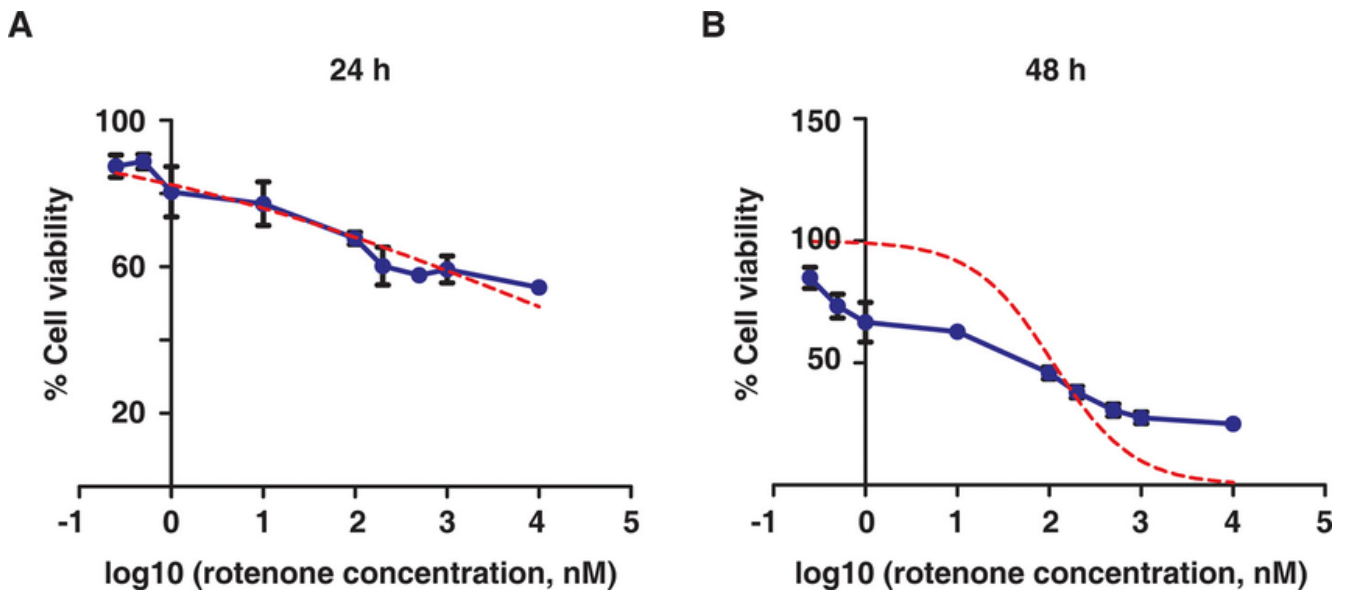 A
24 h
100
60
20
% Cell viability
-1 0 1 2 3 4 5
log10 (rotenone concentration, nM)
B
48 h
150
100
50
% Cell viability
-1 0 1 2 3 4 5
log10 (rotenone concentration, nM)